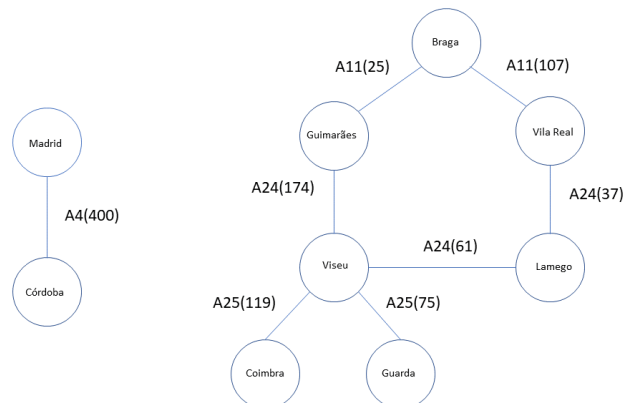 Braga
A11(25)
A11(107)
Madrid
Guimarães
Vila Real
A4(400)
A24(174)
A24(37)
Córdoba
Viseu
A24(61)
Lamego
A25(119)
A25(75)
Coimbra
Guarda